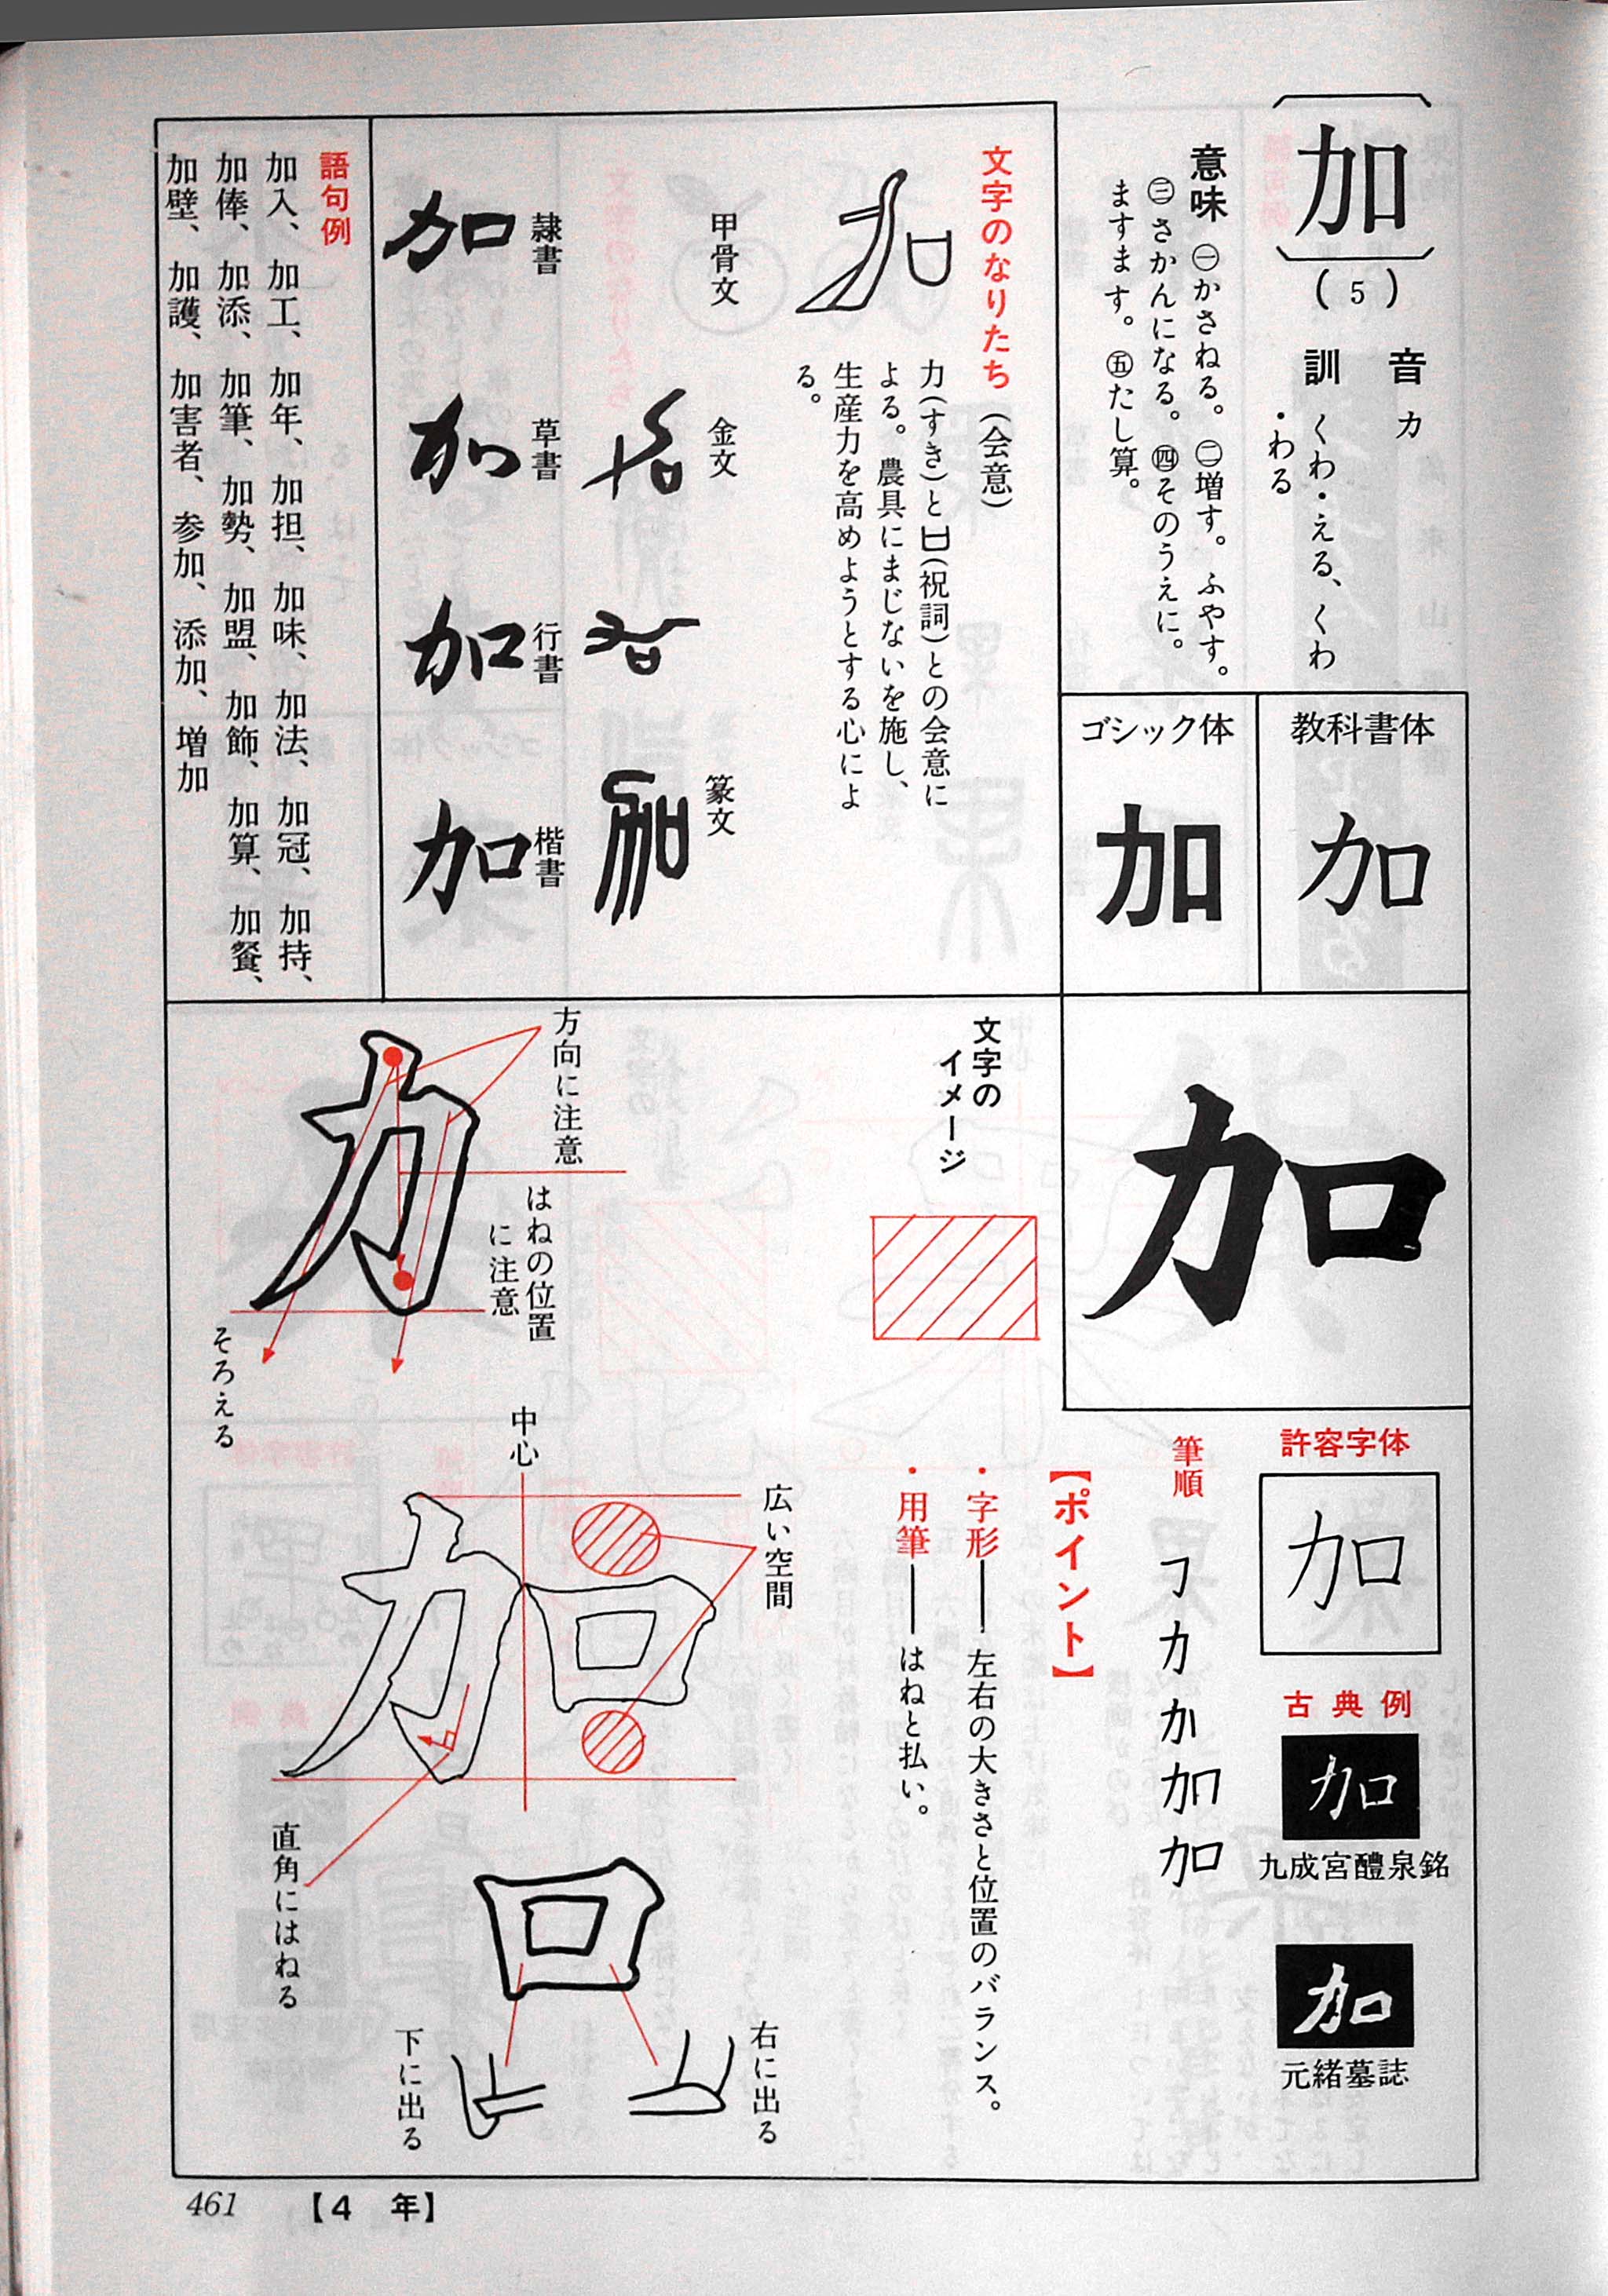 加
(5)
音 カ
訓 くわ・える、くわ
・わる
意味 ㊀かさねる。㊁増す。ふやす。
㊂さかんになる。㊃そのうえに。
ますます。㊄たし算。
教科書体
加
ゴシック体
加
文字のなりたち (会意)
力(すき)と𠙵(祝詞)との会意に
よる。農具にまじないを施し、
生産力を高めようとする心によ
る。
甲骨文
金文
篆文
隷書
加
草書
加
行書
加
楷書
加
語句例
加入、加工、加年、加担、加味、加法、加冠、加持、
加俸、加添、加筆、加勢、加盟、加飾、加算、加餐、
加壁、加護、加害者、参加、添加、増加
加
許容字体
加
古典例
加
九成宮醴泉銘
加
元緒墓誌
筆順
加
【ポイント】
・字形──左右の大きさと位置のバランス。
・用筆──はねと払い。
文字の
イメージ
方向に注意
はねの位置
に注意
そろえる
中心
広い空間
直角にはねる
右に出る
下に出る
461 【4 年】